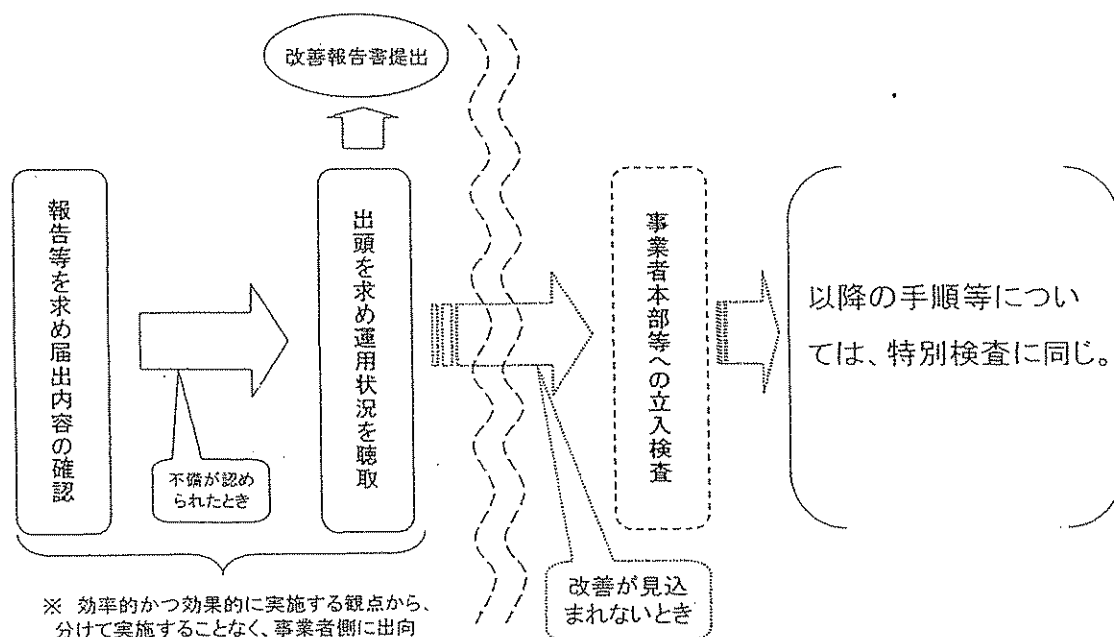 改善報告書提出
報告等を求め届出内容の確認
不備が認め
られたとき
出頭を求め運用状況を聴取
事業者本部等への立入検査
改善が見込
まれないとき
以降の手順等につい
ては、特別検査に同じ。
※ 効率的かつ効果的に実施する観点から、
分けて実施することなく、事業者側に出向